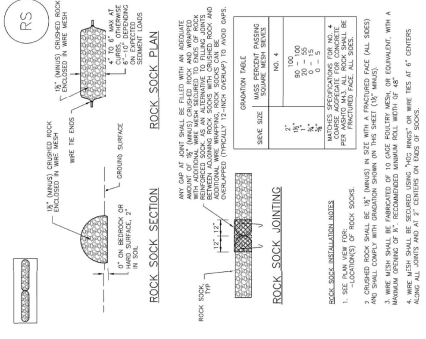 RS
1½" (MINUS) CRUSHED ROCK
ENCLOSED IN WIRE MESH
WIRE TIE ENDS
4" TO 6" MAX AT
CURBS, OTHERWISE
6"-10" DEPENDING
ON EXPECTED
SEDIMENT LOADS
ROCK SOCK PLAN
1½" (MINUS) CRUSHED ROCK
ENCLOSED IN WIRE MESH
GROUND SURFACE
0" ON BEDROCK OR
HARD SURFACE, 2"
IN SOIL
ROCK SOCK SECTION
ANY GAP AT JOINT SHALL BE FILLED WITH AN ADEQUATE
AMOUNT OF 1½" (MINUS) CRUSHED ROCK AND WRAPPED
WITH ADDITIONAL WIRE MESH SECURED TO ENDS OF ROCK
REINFORCED SOCK. AS AN ALTERNATIVE TO FILLING JOINTS
BETWEEN ADJOINING ROCK SOCKS WITH CRUSHED ROCK AND
ADDITIONAL WIRE WRAPPING, ROCK SOCKS CAN BE
OVERLAPPED (TYPICALLY 12-INCH OVERLAP) TO AVOID GAPS.
ROCK SOCK,
TYP
12" 12"
ROCK SOCK JOINTING
GRADATION TABLE
SIEVE SIZE
MASS PERCENT PASSING
SQUARE MESH SIEVES
NO. 4
2" 100
1½" 90 - 100
1" 20 - 55
¾" 0 - 15
⅜" 0 - 5
MATCHES SPECIFICATIONS FOR NO. 4
COARSE AGGREGATE FOR CONCRETE
PER AASHTO M43. ALL ROCK SHALL BE
FRACTURED FACE, ALL SIDES.
ROCK SOCK INSTALLATION NOTES
1. SEE PLAN VIEW FOR:
-LOCATION(S) OF ROCK SOCKS.
2. CRUSHED ROCK SHALL BE 1½" (MINUS) IN SIZE WITH A FRACTURED FACE (ALL SIDES)
AND SHALL COMPLY WITH GRADATION SHOWN ON THIS SHEET (1½" MINUS).
3. WIRE MESH SHALL BE FABRICATED OF 10 GAGE POULTRY MESH, OR EQUIVALENT, WITH A
MAXIMUM OPENING OF ½", RECOMMENDED MINIMUM ROLL WIDTH OF 48"
4. WIRE MESH SHALL BE SECURED USING "HOG RINGS" OR WIRE TIES AT 6" CENTERS
ALONG ALL JOINTS AND AT 2" CENTERS ON ENDS OF SOCKS.